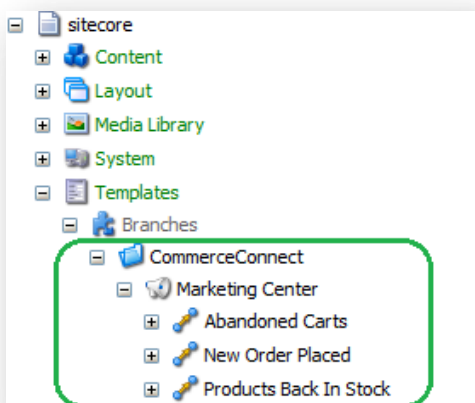 sitecore
Content
Layout
Media Library
System
Templates
Branches
CommerceConnect
Marketing Center
Abandoned Carts
New Order Placed
Products Back In Stock